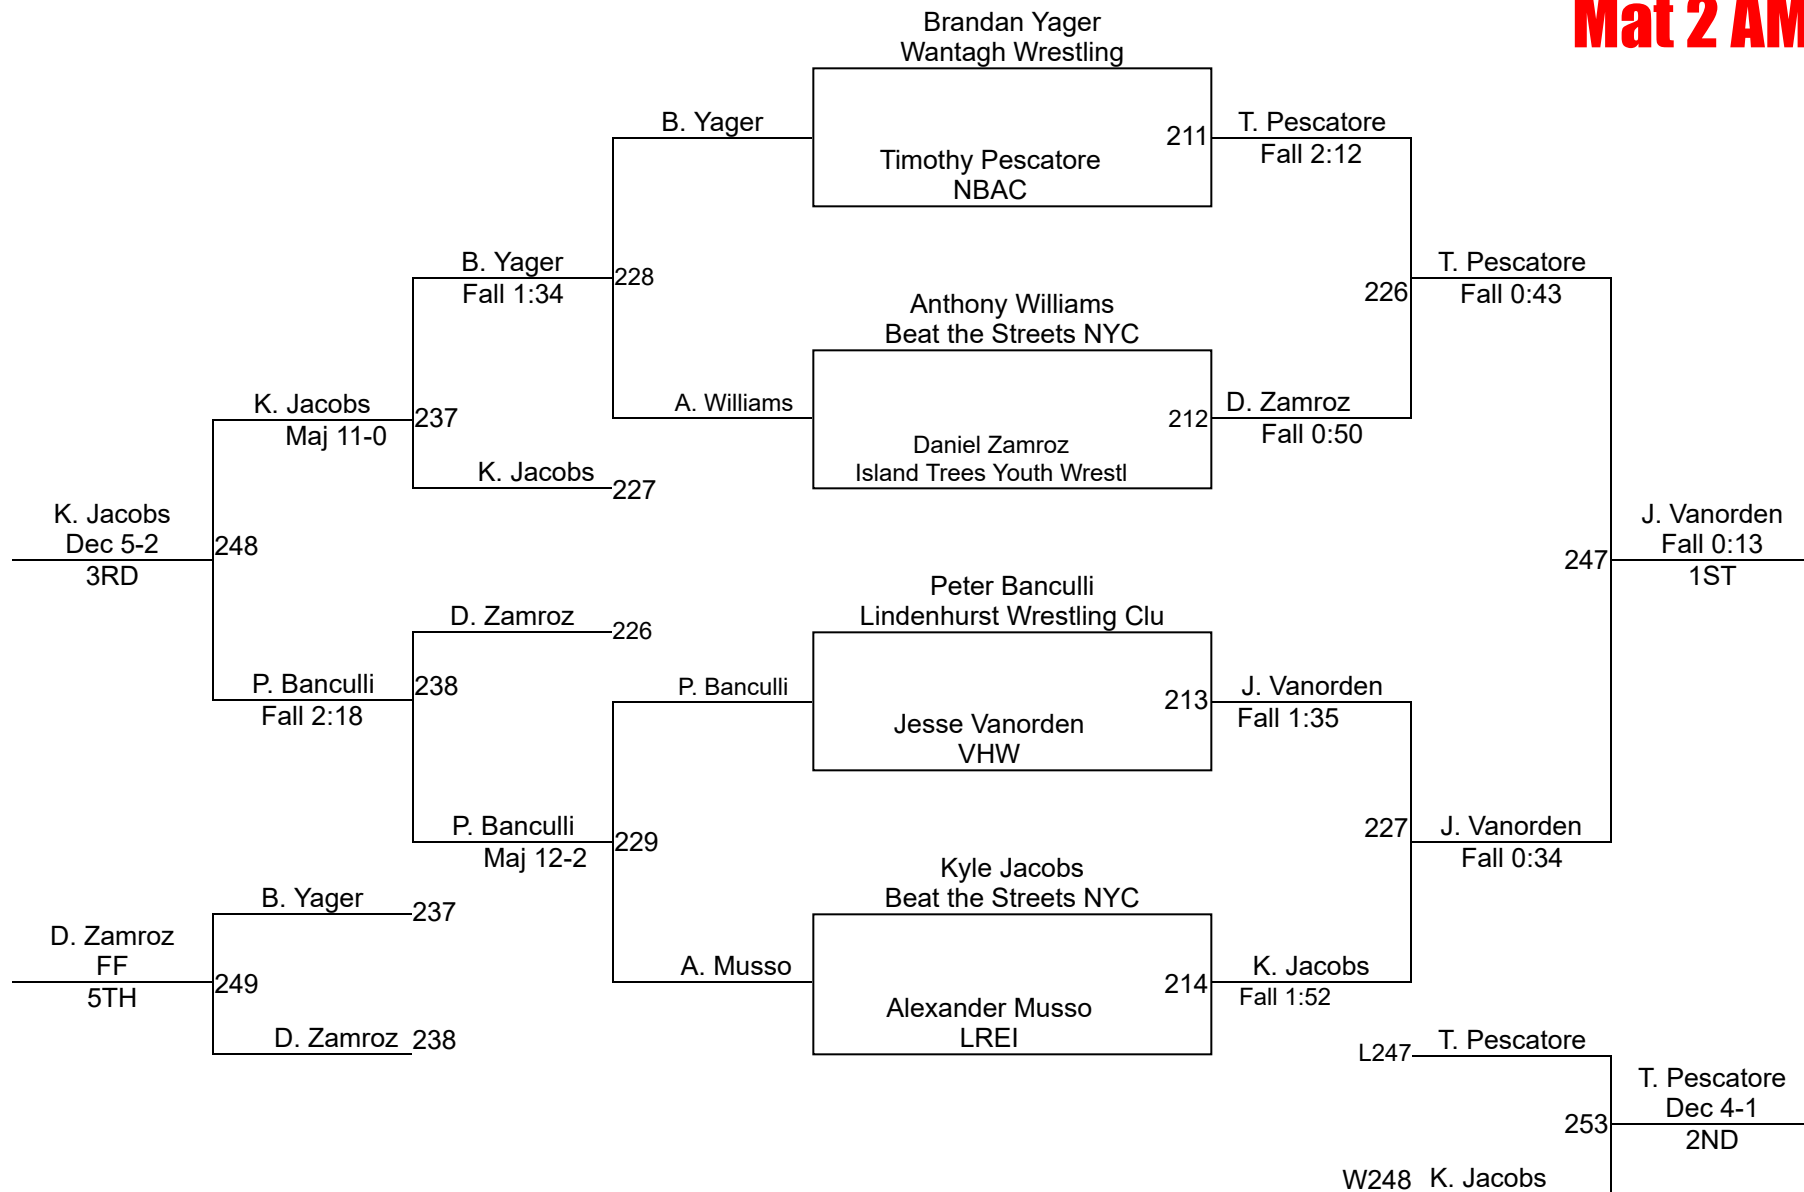 Mat 2 AM
Brandan Yager
Wantagh Wrestling
B. Yager
211
T. Pescatore
Fall 2:12
Timothy Pescatore
NBAC
B. Yager
Fall 1:34
228
T. Pescatore
Fall 0:43
226
Anthony Williams
Beat the Streets NYC
K. Jacobs
Maj 11-0
237
A. Williams
212
D. Zamroz
Fall 0:50
Daniel Zamroz
Island Trees Youth Wrestl
K. Jacobs
227
K. Jacobs
Dec 5-2
3RD
248
247
J. Vanorden
Fall 0:13
1ST
Peter Banculli
Lindenhurst Wrestling Clu
D. Zamroz
226
P. Banculli
Fall 2:18
238
P. Banculli
213
J. Vanorden
Fall 1:35
Jesse Vanorden
VHW
P. Banculli
Maj 12-2
229
227
J. Vanorden
Fall 0:34
Kyle Jacobs
Beat the Streets NYC
B. Yager
237
D. Zamroz
FF
5TH
249
A. Musso
214
K. Jacobs
Fall 1:52
Alexander Musso
LREI
D. Zamroz
238
L247
T. Pescatore
T. Pescatore
Dec 4-1
2ND
253
W248
K. Jacobs